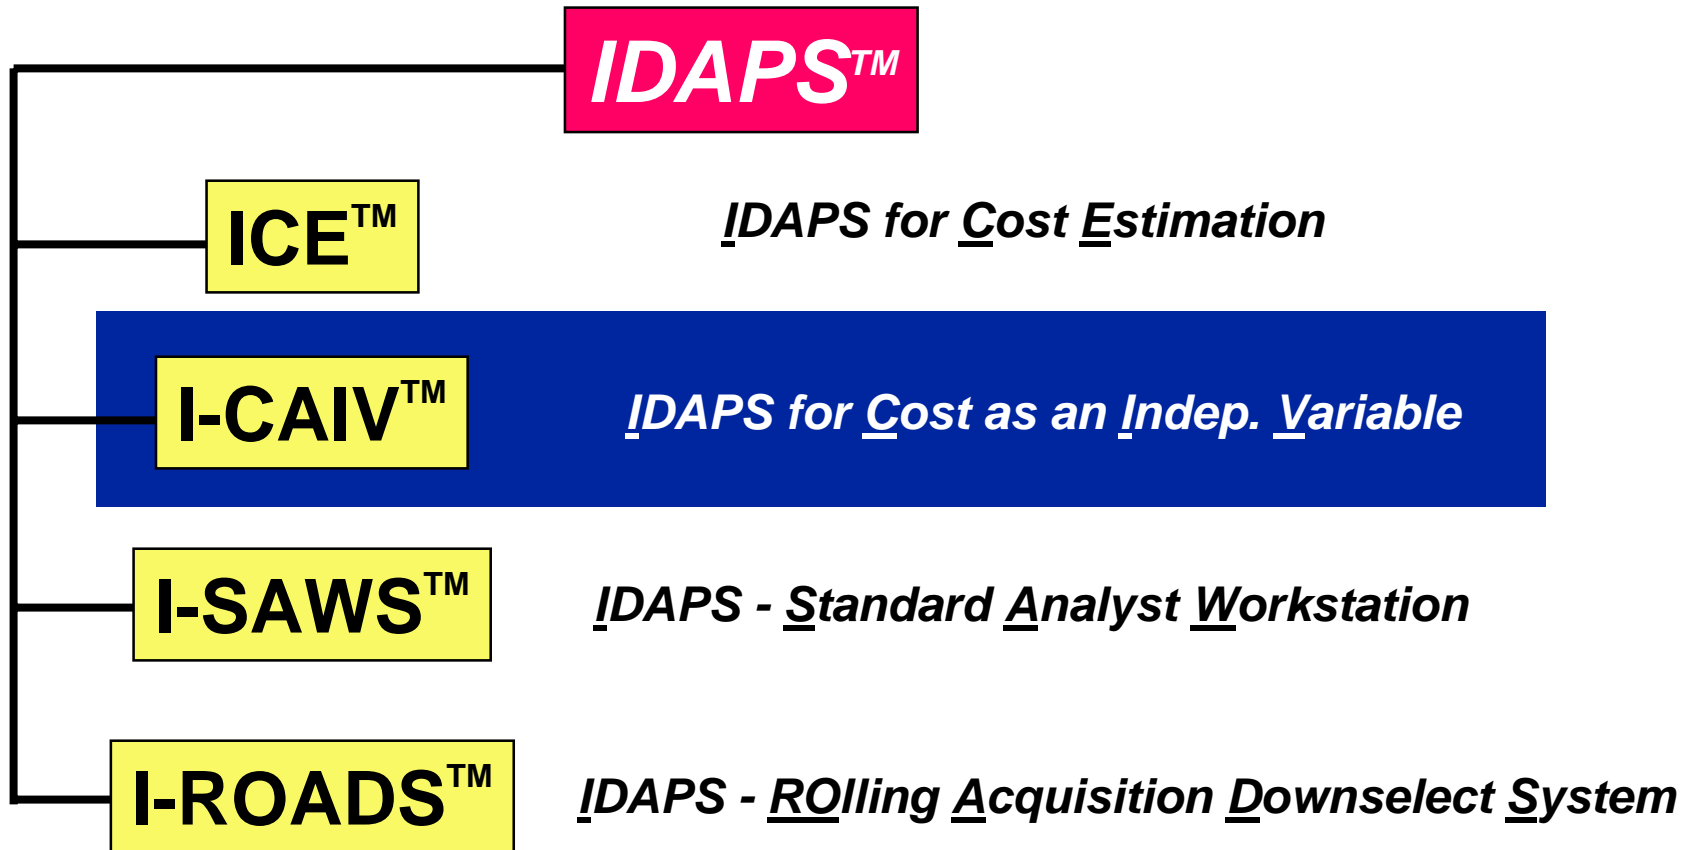 IDAPS™
ICE™ IDAPS for Cost Estimation
I-CAIV™ IDAPS for Cost as an Indep. Variable
I-SAWS™ IDAPS - Standard Analyst Workstation
I-ROADS™ IDAPS - ROlling Acquisition Downselect System